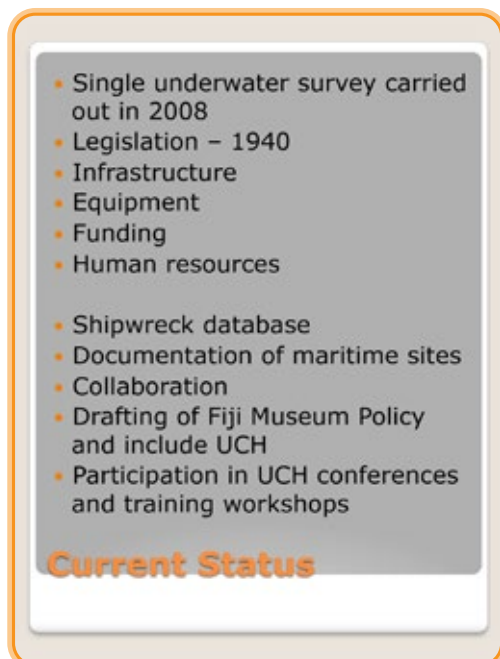 • Single underwater survey carried
out in 2008
• Legislation – 1940
• Infrastructure
• Equipment
• Funding
• Human resources
• Shipwreck database
• Documentation of maritime sites
• Collaboration
• Drafting of Fiji Museum Policy
and include UCH
• Participation in UCH conferences
and training workshops
Current Status